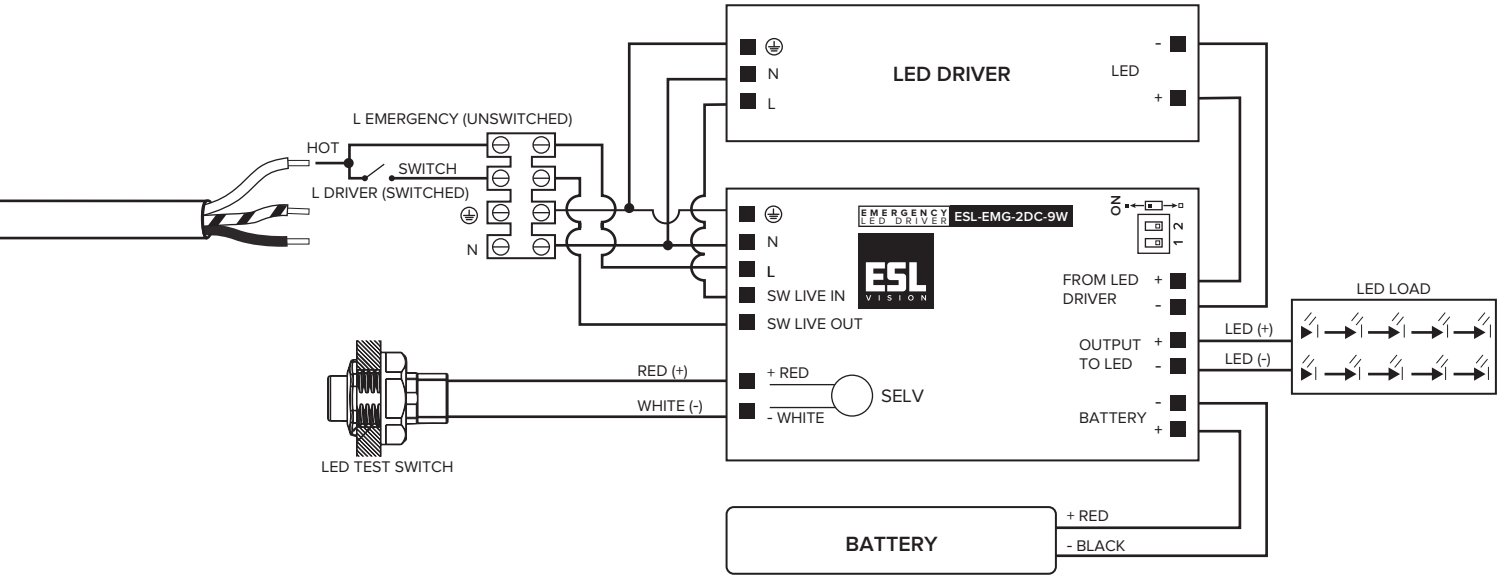 LED DRIVER
N
L
-
LED
+
L EMERGENCY (UNSWITCHED)
HOT
SWITCH
L DRIVER (SWITCHED)
N
EMERGENCY
LED DRIVER
ESL-EMG-2DC-9W
ESL
VISION
ON
1 2
N
L
SW LIVE IN
SW LIVE OUT
FROM LED
DRIVER
+
-
OUTPUT
TO LED
+
-
BATTERY
-
+
LED LOAD
LED (+)
LED (-)
RED (+)
WHITE (-)
+ RED
- WHITE
SELV
LED TEST SWITCH
BATTERY
+ RED
- BLACK